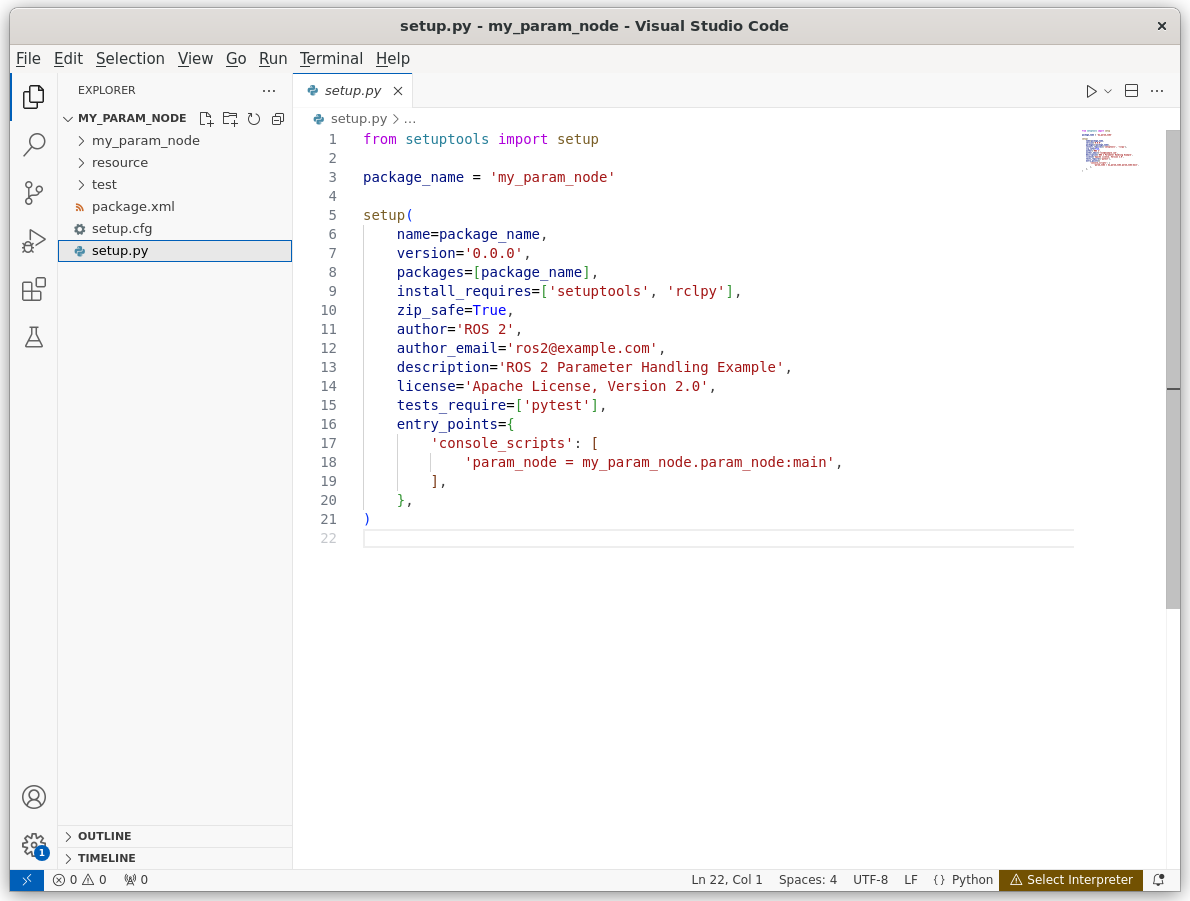 setup.py - my_param_node - Visual Studio Code
File Edit Selection View Go Run Terminal Help
EXPLORER
MY_PARAM_NODE
my_param_node
resource
test
package.xml
setup.cfg
setup.py
OUTLINE
TIMELINE
setup.py
setup.py > ...
1 from setuptools import setup
2
3 package_name = 'my_param_node'
4
5 setup(
6     name=package_name,
7     version='0.0.0',
8     packages=[package_name],
9     install_requires=['setuptools', 'rclpy'],
10     zip_safe=True,
11     author='ROS 2',
12     author_email='ros2@example.com',
13     description='ROS 2 Parameter Handling Example',
14     license='Apache License, Version 2.0',
15     tests_require=['pytest'],
16     entry_points={
17         'console_scripts': [
18             'param_node = my_param_node.param_node:main',
19         ],
20     },
21 )
22
1
0 0 0 Ln 22, Col 1 Spaces: 4 UTF-8 LF {} Python Select Interpreter